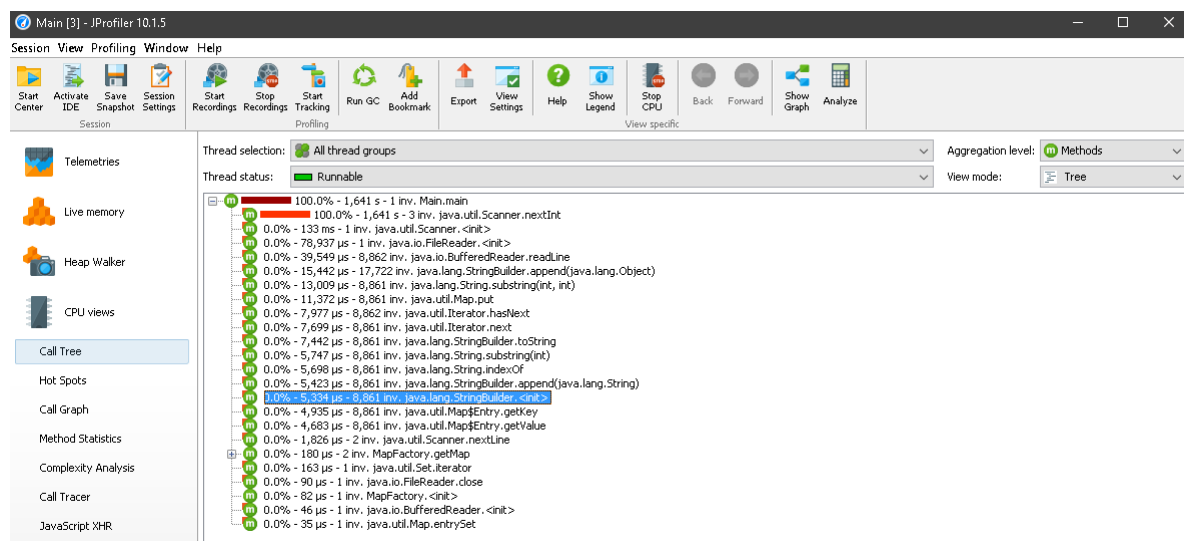 Main [3] - JProfiler 10.1.5
Session View Profiling Window Help
Start Center
Activate IDE
Save Snapshot
Session Settings
Start Recordings
Stop Recordings
Start Tracking
Run GC
Add Bookmark
Export
View Settings
Help
Show Legend
Stop CPU
Back
Forward
Show Graph
Analyze
Session
Profiling
View specific
Telemetries
Live memory
Heap Walker
CPU views
Call Tree
Hot Spots
Call Graph
Method Statistics
Complexity Analysis
Call Tracer
JavaScript XHR
Thread selection: All thread groups
Aggregation level: Methods
Thread status: Runnable
View mode: Tree
100.0% - 1,641 s - 1 inv. Main.main
100.0% - 1,641 s - 3 inv. java.util.Scanner.nextInt
0.0% - 133 ms - 1 inv. java.util.Scanner.<init>
0.0% - 78,937 µs - 1 inv. java.io.FileReader.<init>
0.0% - 39,549 µs - 8,862 inv. java.io.BufferedReader.readLine
0.0% - 15,442 µs - 17,722 inv. java.lang.StringBuilder.append(java.lang.Object)
0.0% - 13,009 µs - 8,861 inv. java.lang.String.substring(int, int)
0.0% - 11,372 µs - 8,861 inv. java.util.Map.put
0.0% - 7,977 µs - 8,862 inv. java.util.Iterator.hasNext
0.0% - 7,699 µs - 8,861 inv. java.util.Iterator.next
0.0% - 7,442 µs - 8,861 inv. java.lang.StringBuilder.toString
0.0% - 5,747 µs - 8,861 inv. java.lang.String.substring(int)
0.0% - 5,698 µs - 8,861 inv. java.lang.String.indexOf
0.0% - 5,423 µs - 8,861 inv. java.lang.StringBuilder.append(java.lang.String)
0.0% - 5,334 µs - 8,861 inv. java.lang.StringBuilder.<init>
0.0% - 4,935 µs - 8,861 inv. java.util.Map$Entry.getKey
0.0% - 4,683 µs - 8,861 inv. java.util.Map$Entry.getValue
0.0% - 1,826 µs - 2 inv. java.util.Scanner.nextLine
0.0% - 180 µs - 2 inv. MapFactory.getMap
0.0% - 163 µs - 1 inv. java.util.Set.iterator
0.0% - 90 µs - 1 inv. java.io.FileReader.close
0.0% - 82 µs - 1 inv. MapFactory.<init>
0.0% - 46 µs - 1 inv. java.io.BufferedReader.<init>
0.0% - 35 µs - 1 inv. java.util.Map.entrySet